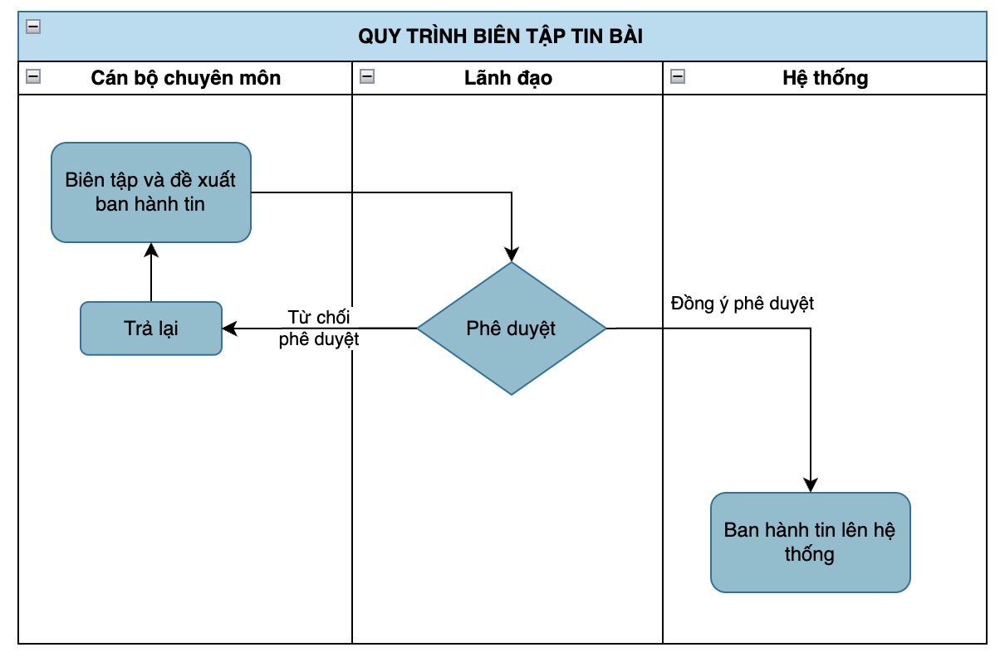 QUY TRÌNH BIÊN TẬP TIN BÀI
Cán bộ chuyên môn
Lãnh đạo
Hệ thống
Biên tập và đề xuất
ban hành tin
Trả lại
Từ chối
phê duyệt
Phê duyệt
Đồng ý phê duyệt
Ban hành tin lên hệ
thống